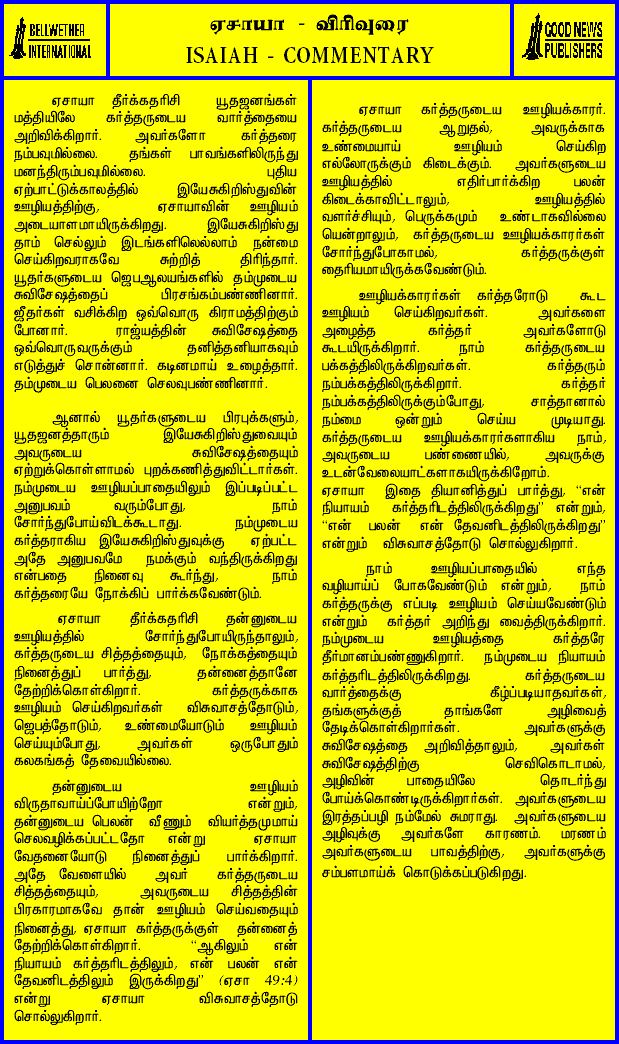 BELLWETHER
INTERNATIONAL
ஏசாயா - விரிவுரை
ISAIAH - COMMENTARY
GOOD NEWS
PUBLISHERS
ஏசாயா தீர்க்கதரிசி யூதஜனங்கள்
மத்தியிலே கர்த்தருடைய வார்த்தையை
அறிவிக்கிறார். அவர்களோ கர்த்தரை
நம்பவுமில்லை. தங்கள் பாவங்களிலிருந்து
மனந்திரும்பவுமில்லை. புதிய
ஏற்பாட்டுக்காலத்தில் இயேசுகிறிஸ்துவின்
ஊழியத்திற்கு, ஏசாயாவின் ஊழியம்
அடையாளமாயிருக்கிறது. இயேசுகிறிஸ்து
தாம் செல்லும் இடங்களிலெல்லாம் நன்மை
செய்கிறவராகவே சுற்றித் திரிந்தார்.
யூதர்களுடைய ஜெபஆலயங்களில் தம்முடைய
சுவிசேஷத்தைப் பிரசங்கம்பண்ணினார்.
ஜீதர்கள் வசிக்கிற ஒவ்வொரு கிராமத்திற்கும்
போனார். ராஜ்யத்தின் சுவிசேஷத்தை
ஒவ்வொருவருக்கும் தனித்தனியாகவும்
எடுத்துச் சொன்னார். கடினமாய் உழைத்தார்.
தம்முடைய பெலனை செலவுபண்ணினார்.
ஆனால் யூதர்களுடைய பிரபுக்களும்,
யூதஜனத்தாரும் இயேசுகிறிஸ்துவையும்
அவருடைய சுவிசேஷத்தையும்
ஏற்றுக்கொள்ளாமல் புறக்கணித்துவிட்டார்கள்.
நம்முடைய ஊழியப்பாதையிலும் இப்படிப்பட்ட
அனுபவம் வரும்போது, நாம்
சோர்ந்துபோய்விடக்கூடாது. நம்முடைய
கர்த்தராகிய இயேசுகிறிஸ்துவுக்கு ஏற்பட்ட
அதே அனுபவமே நமக்கும் வந்திருக்கிறது
என்பதை நினைவு கூர்ந்து, நாம்
கர்த்தரையே நோக்கிப் பார்க்கவேண்டும்.
ஏசாயா தீர்க்கதரிசி தன்னுடைய
ஊழியத்தில் சோர்ந்துபோயிருந்தாலும்,
கர்த்தருடைய சித்தத்தையும், நோக்கத்தையும்
நினைத்துப் பார்த்து, தன்னைத்தானே
தேற்றிக்கொள்கிறார். கர்த்தருக்காக
ஊழியம் செய்கிறவர்கள் விசுவாசத்தோடும்,
ஜெபத்தோடும், உண்மையோடும் ஊழியம்
செய்யும்போது, அவர்கள் ஒருபோதும்
கலகங்கத் தேவையில்லை.
தன்னுடைய ஊழியம்
விருதாவாய்ப்போயிற்றோ என்றும்,
தன்னுடைய பெலன் வீணும் வியர்த்தமுமாய்
செலவழிக்கப்பட்டதோ என்று ஏசாயா
வேதனையோடு நினைத்துப் பார்க்கிறார்.
அதே வேளையில் அவர் கர்த்தருடைய
சித்தத்தையும், அவருடைய சித்தத்தின்
பிரகாரமாகவே தான் ஊழியம் செய்வதையும்
நினைத்து, ஏசாயா கர்த்தருக்குள் தன்னைத்
தேற்றிக்கொள்கிறார். “ஆகிலும் என்
நியாயம் கர்த்தரிடத்திலும், என் பலன் என்
தேவனிடத்திலும் இருக்கிறது” (ஏசா 49:4)
என்று ஏசாயா விசுவாசத்தோடு
சொல்லுகிறார்.
ஏசாயா கர்த்தருடைய ஊழியக்காரர்.
கர்த்தருடைய ஆறுதல், அவருக்காக
உண்மையாய் ஊழியம் செய்கிற
எல்லோருக்கும் கிடைக்கும். அவர்களுடைய
ஊழியத்தில் எதிர்பார்க்கிற பலன்
கிடைக்காவிட்டாலும், ஊழியத்தில்
வளர்ச்சியும், பெருக்கமும் உண்டாகவில்லை
யென்றாலும், கர்த்தருடைய ஊழியக்காரர்கள்
சோர்ந்துபோகாமல், கர்த்தருக்குள்
தைரியமாயிருக்கவேண்டும்.
ஊழியக்காரர்கள் கர்த்தரோடு கூட
ஊழியம் செய்கிறவர்கள். அவர்களை
அழைத்த கர்த்தர் அவர்களோடு
கூடயிருக்கிறார். நாம் கர்த்தருடைய
பக்கத்திலிருக்கிறவர்கள். கர்த்தரும்
நம்பக்கத்திலிருக்கிறார். கர்த்தர்
நம்பக்கத்திலிருக்கும்போது, சாத்தானால்
நம்மை ஒன்றும் செய்ய முடியாது.
கர்த்தருடைய ஊழியக்காரர்களாகிய நாம்,
அவருடைய பண்ணையில், அவருக்கு
உடன்வேலையாட்களாகயிருக்கிறோம்.
ஏசாயா இதை தியானித்துப் பார்த்து, “என்
நியாயம் கர்த்தரிடத்திலிருக்கிறது” என்றும்,
“என் பலன் என் தேவனிடத்திலிருக்கிறது”
என்றும் விசுவாசத்தோடு சொல்லுகிறார்.
நாம் ஊழியப்பாதையில் எந்த
வழியாய்ப் போகவேண்டும் என்றும், நாம்
கர்த்தருக்கு எப்படி ஊழியம் செய்யவேண்டும்
என்றும் கர்த்தர் அறிந்து வைத்திருக்கிறார்.
நம்முடைய ஊழியத்தை கர்த்தரே
தீர்மானம்பண்ணுகிறார். நம்முடைய நியாயம்
கர்த்தரிடத்திலிருக்கிறது. கர்த்தருடைய
வார்த்தைக்கு கீழ்ப்படியாதவர்கள்,
தங்களுக்குத் தாங்களே அழிவைத்
தேடிக்கொள்கிறார்கள். அவர்களுக்கு
சுவிசேஷத்தை அறிவித்தாலும், அவர்கள்
சுவிசேஷத்திற்கு செவிகொடாமல்,
அழிவின் பாதையிலே தொடர்ந்து
போய்க்கொண்டிருக்கிறார்கள். அவர்களுடைய
இரத்தப்பழி நம்மேல் சுமராது. அவர்களுடைய
அழிவுக்கு அவர்களே காரணம். மரணம்
அவர்களுடைய பாவத்திற்கு, அவர்களுக்கு
சம்பளமாய்க் கொடுக்கப்படுகிறது.